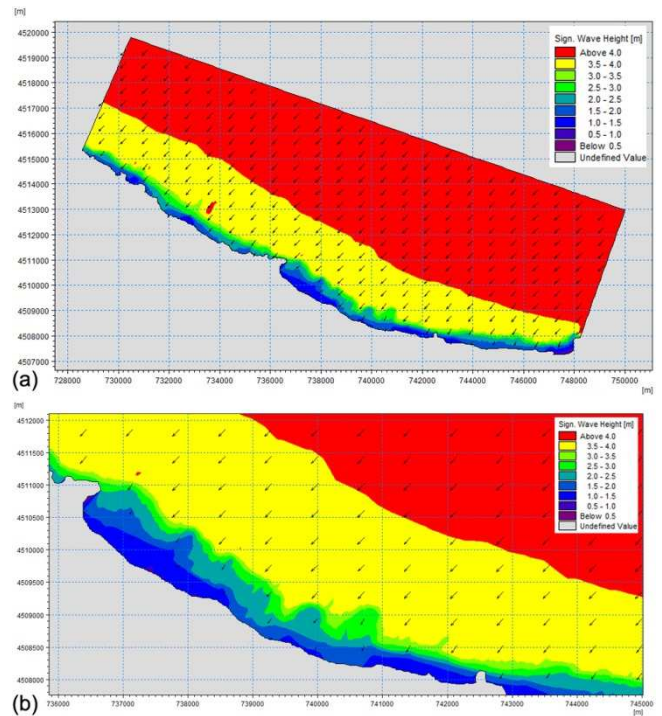 [m]
4520000
4519000
4518000
4517000
4516000
4515000
4514000
4513000
4512000
4511000
4510000
4509000
4508000
4507000
Sign. Wave Height [m]
Above 4.0
3.5 - 4.0
3.0 - 3.5
2.5 - 3.0
2.0 - 2.5
1.5 - 2.0
1.0 - 1.5
0.5 - 1.0
Below 0.5
Undefined Value
(a)
728000 730000 732000 734000 736000 738000 740000 742000 744000 746000 748000 750000
[m]
[m]
4512000
4511500
4511000
4510500
4510000
4509500
4509000
4508500
4508000
Sign. Wave Height [m]
Above 4.0
3.5 - 4.0
3.0 - 3.5
2.5 - 3.0
2.0 - 2.5
1.5 - 2.0
1.0 - 1.5
0.5 - 1.0
Below 0.5
Undefined Value
(b)
736000 737000 738000 739000 740000 741000 742000 743000 744000 745000
[m]